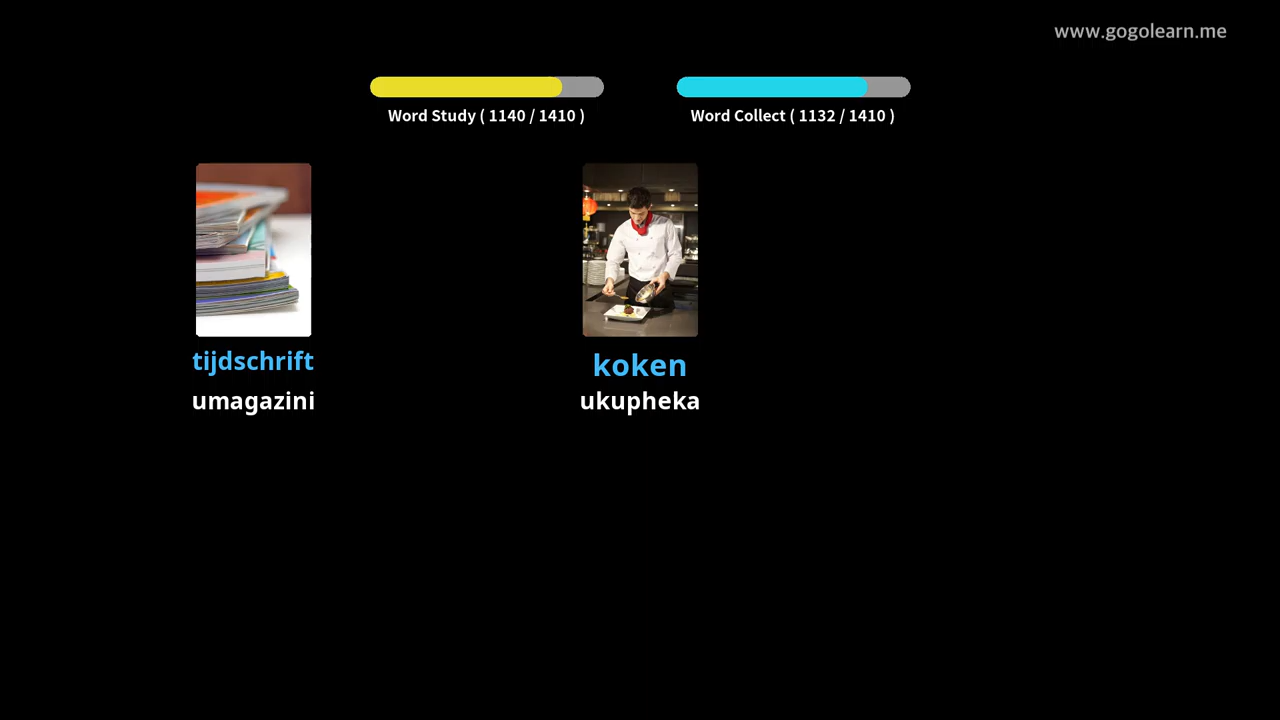 www.gogolearn.me
Word Study ( 1140 / 1410 )
Word Collect ( 1132 / 1410 )
tijdschrift
umagazini
koken
ukupheka